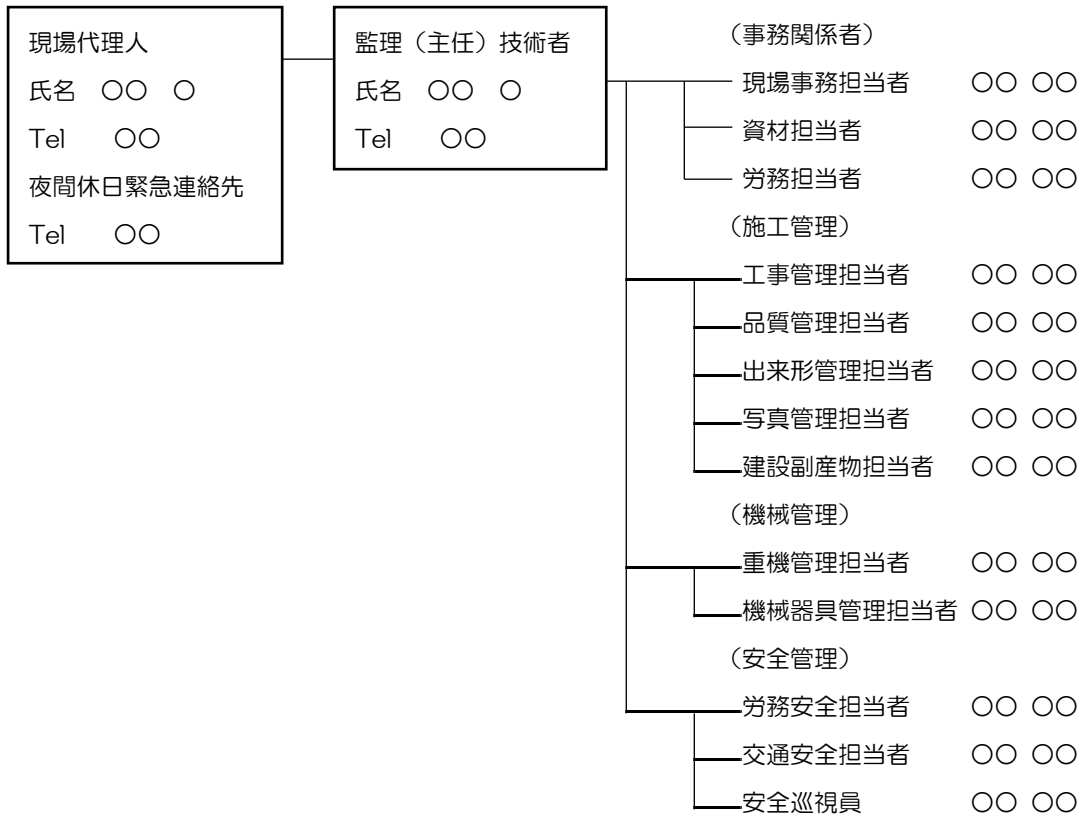 現場代理人
氏名 〇〇 〇
Tel 〇〇
夜間休日緊急連絡先
Tel 〇〇
監理（主任）技術者
氏名 〇〇 〇
Tel 〇〇
（事務関係者）
現場事務担当者 〇〇 〇〇
資材担当者 〇〇 〇〇
労務担当者 〇〇 〇〇
（施工管理）
工事管理担当者 〇〇 〇〇
品質管理担当者 〇〇 〇〇
出来形管理担当者 〇〇 〇〇
写真管理担当者 〇〇 〇〇
建設副産物担当者 〇〇 〇〇
（機械管理）
重機管理担当者 〇〇 〇〇
機械器具管理担当者 〇〇 〇〇
（安全管理）
労務安全担当者 〇〇 〇〇
交通安全担当者 〇〇 〇〇
安全巡視員 〇〇 〇〇